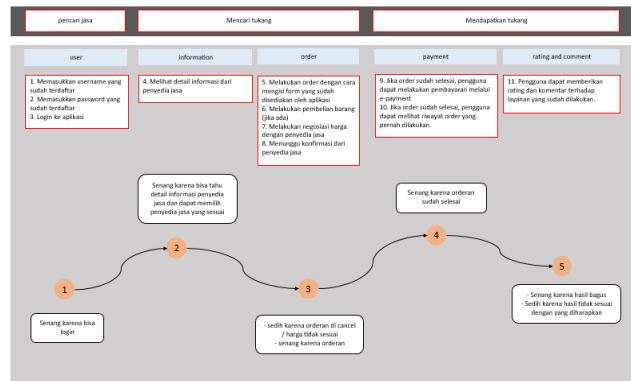 pencari jasa
Mencari tukang
Mendapatkan tukang
user
information
order
payment
rating and comment
1. Memasukkan username yang
sudah terdaftar
2. Memasukkan password yang
sudah terdaftar
3. Login ke aplikasi
4. Melihat detail informasi dari
penyedia jasa
5. Melakukan order dengan cara
mengisi form yang sudah
disediakan oleh aplikasi
6. Melakukan pembelian barang
(jika ada)
7. Melakukan negosiasi harga
dengan penyedia jasa
8. Menunggu konfirmasi dari
penyedia jasa
9. Jika order sudah selesai, pengguna
dapat melakukan pembayaran melalui
e-payment
10. Jika order sudah selesai, pengguna
dapat melihat riwayat order yang
pernah dilakukan.
11. Pengguna dapat memberikan
rating dan komentar terhadap
layanan yang sudah dilakukan.
Senang karena bisa tahu
detail informasi penyedia
jasa dan dapat memilih
penyedia jasa yang sesuai
Senang karena orderan
sudah selesai
1
2
3
4
5
Senang karena bisa
login
- sedih karena orderan di cancel
/ harga tidak sesuai
- senang karena orderan
- Senang karena hasil bagus
- Sedih karena hasil tidak sesuai
dengan yang diharapkan